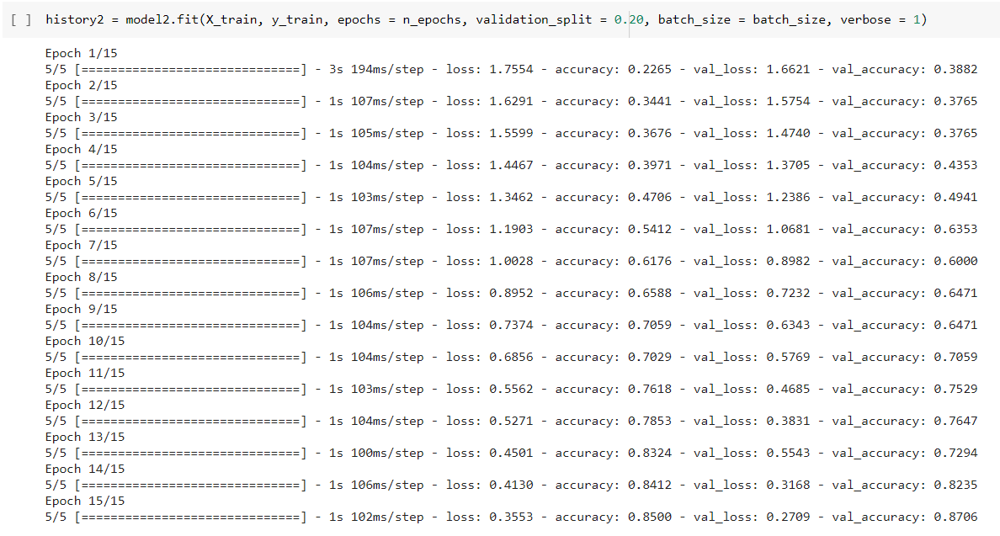 [ ] history2 = model2.fit(X_train, y_train, epochs = n_epochs, validation_split = 0.20, batch_size = batch_size, verbose = 1)
Epoch 1/15
5/5 [==============================] - 3s 194ms/step - loss: 1.7554 - accuracy: 0.2265 - val_loss: 1.6621 - val_accuracy: 0.3882
Epoch 2/15
5/5 [==============================] - 1s 107ms/step - loss: 1.6291 - accuracy: 0.3441 - val_loss: 1.5754 - val_accuracy: 0.3765
Epoch 3/15
5/5 [==============================] - 1s 105ms/step - loss: 1.5599 - accuracy: 0.3676 - val_loss: 1.4740 - val_accuracy: 0.3765
Epoch 4/15
5/5 [==============================] - 1s 104ms/step - loss: 1.4467 - accuracy: 0.3971 - val_loss: 1.3705 - val_accuracy: 0.4353
Epoch 5/15
5/5 [==============================] - 1s 103ms/step - loss: 1.3462 - accuracy: 0.4706 - val_loss: 1.2386 - val_accuracy: 0.4941
Epoch 6/15
5/5 [==============================] - 1s 107ms/step - loss: 1.1903 - accuracy: 0.5412 - val_loss: 1.0681 - val_accuracy: 0.6353
Epoch 7/15
5/5 [==============================] - 1s 107ms/step - loss: 1.0028 - accuracy: 0.6176 - val_loss: 0.8982 - val_accuracy: 0.6000
Epoch 8/15
5/5 [==============================] - 1s 106ms/step - loss: 0.8952 - accuracy: 0.6588 - val_loss: 0.7232 - val_accuracy: 0.6471
Epoch 9/15
5/5 [==============================] - 1s 104ms/step - loss: 0.7374 - accuracy: 0.7059 - val_loss: 0.6343 - val_accuracy: 0.6471
Epoch 10/15
5/5 [==============================] - 1s 104ms/step - loss: 0.6856 - accuracy: 0.7029 - val_loss: 0.5769 - val_accuracy: 0.7059
Epoch 11/15
5/5 [==============================] - 1s 103ms/step - loss: 0.5562 - accuracy: 0.7618 - val_loss: 0.4685 - val_accuracy: 0.7529
Epoch 12/15
5/5 [==============================] - 1s 104ms/step - loss: 0.5271 - accuracy: 0.7853 - val_loss: 0.3831 - val_accuracy: 0.7647
Epoch 13/15
5/5 [==============================] - 1s 100ms/step - loss: 0.4501 - accuracy: 0.8324 - val_loss: 0.5543 - val_accuracy: 0.7294
Epoch 14/15
5/5 [==============================] - 1s 106ms/step - loss: 0.4130 - accuracy: 0.8412 - val_loss: 0.3168 - val_accuracy: 0.8235
Epoch 15/15
5/5 [==============================] - 1s 102ms/step - loss: 0.3553 - accuracy: 0.8500 - val_loss: 0.2709 - val_accuracy: 0.8706